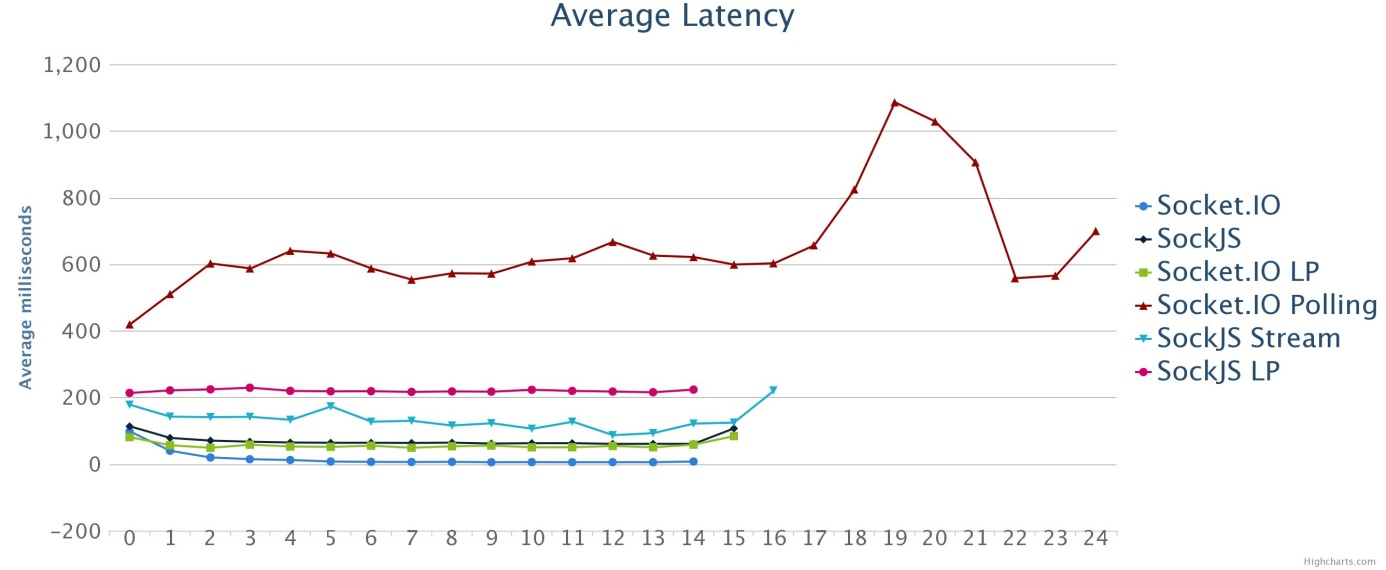 Average Latency
1,200
1,000
800
600
400
200
0
−200
Average milliseconds
0 1 2 3 4 5 6 7 8 9 10 11 12 13 14 15 16 17 18 19 20 21 22 23 24
Socket.IO
SockJS
Socket.IO LP
Socket.IO Polling
SockJS Stream
SockJS LP
Highcharts.com